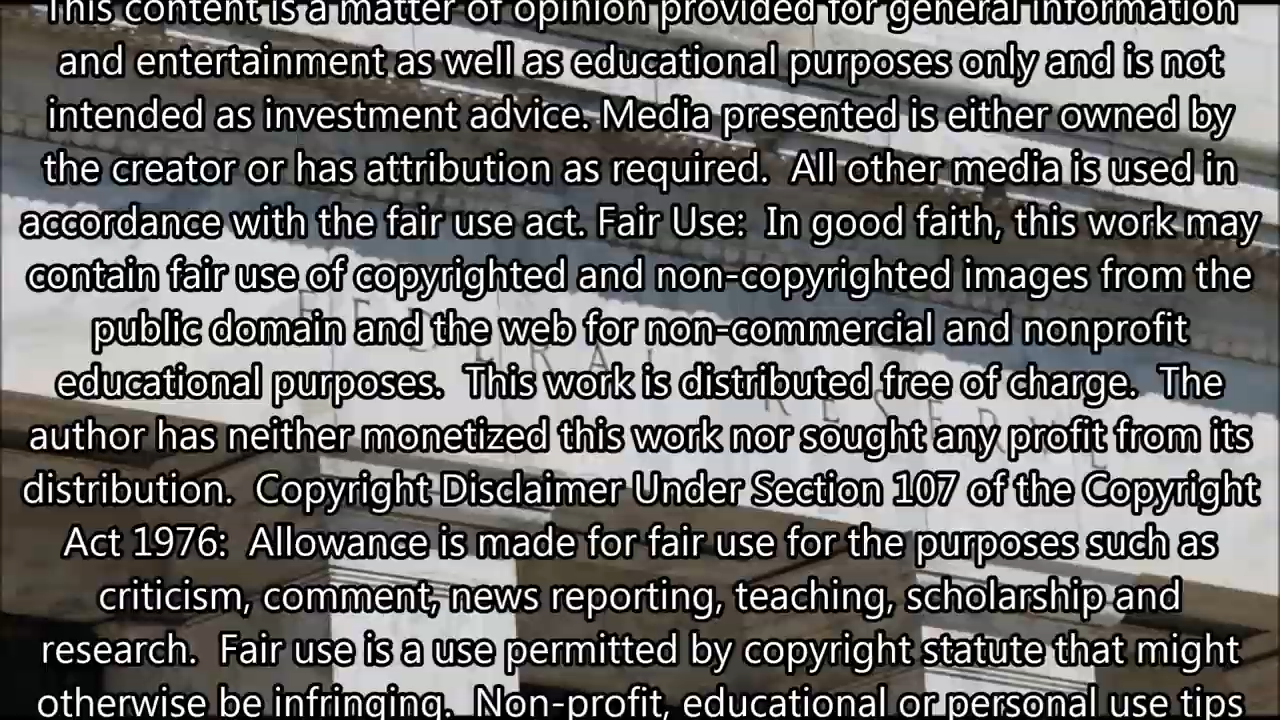 This content is a matter of opinion provided for general information
and entertainment as well as educational purposes only and is not
intended as investment advice. Media presented is either owned by
the creator or has attribution as required.  All other media is used in
accordance with the fair use act. Fair Use:  In good faith, this work may
contain fair use of copyrighted and non-copyrighted images from the
public domain and the web for non-commercial and nonprofit
educational purposes.  This work is distributed free of charge.  The
author has neither monetized this work nor sought any profit from its
distribution.  Copyright Disclaimer Under Section 107 of the Copyright
Act 1976:  Allowance is made for fair use for the purposes such as
criticism, comment, news reporting, teaching, scholarship and
research.  Fair use is a use permitted by copyright statute that might
otherwise be infringing.  Non-profit, educational or personal use tips
FEDERAL RESERVE